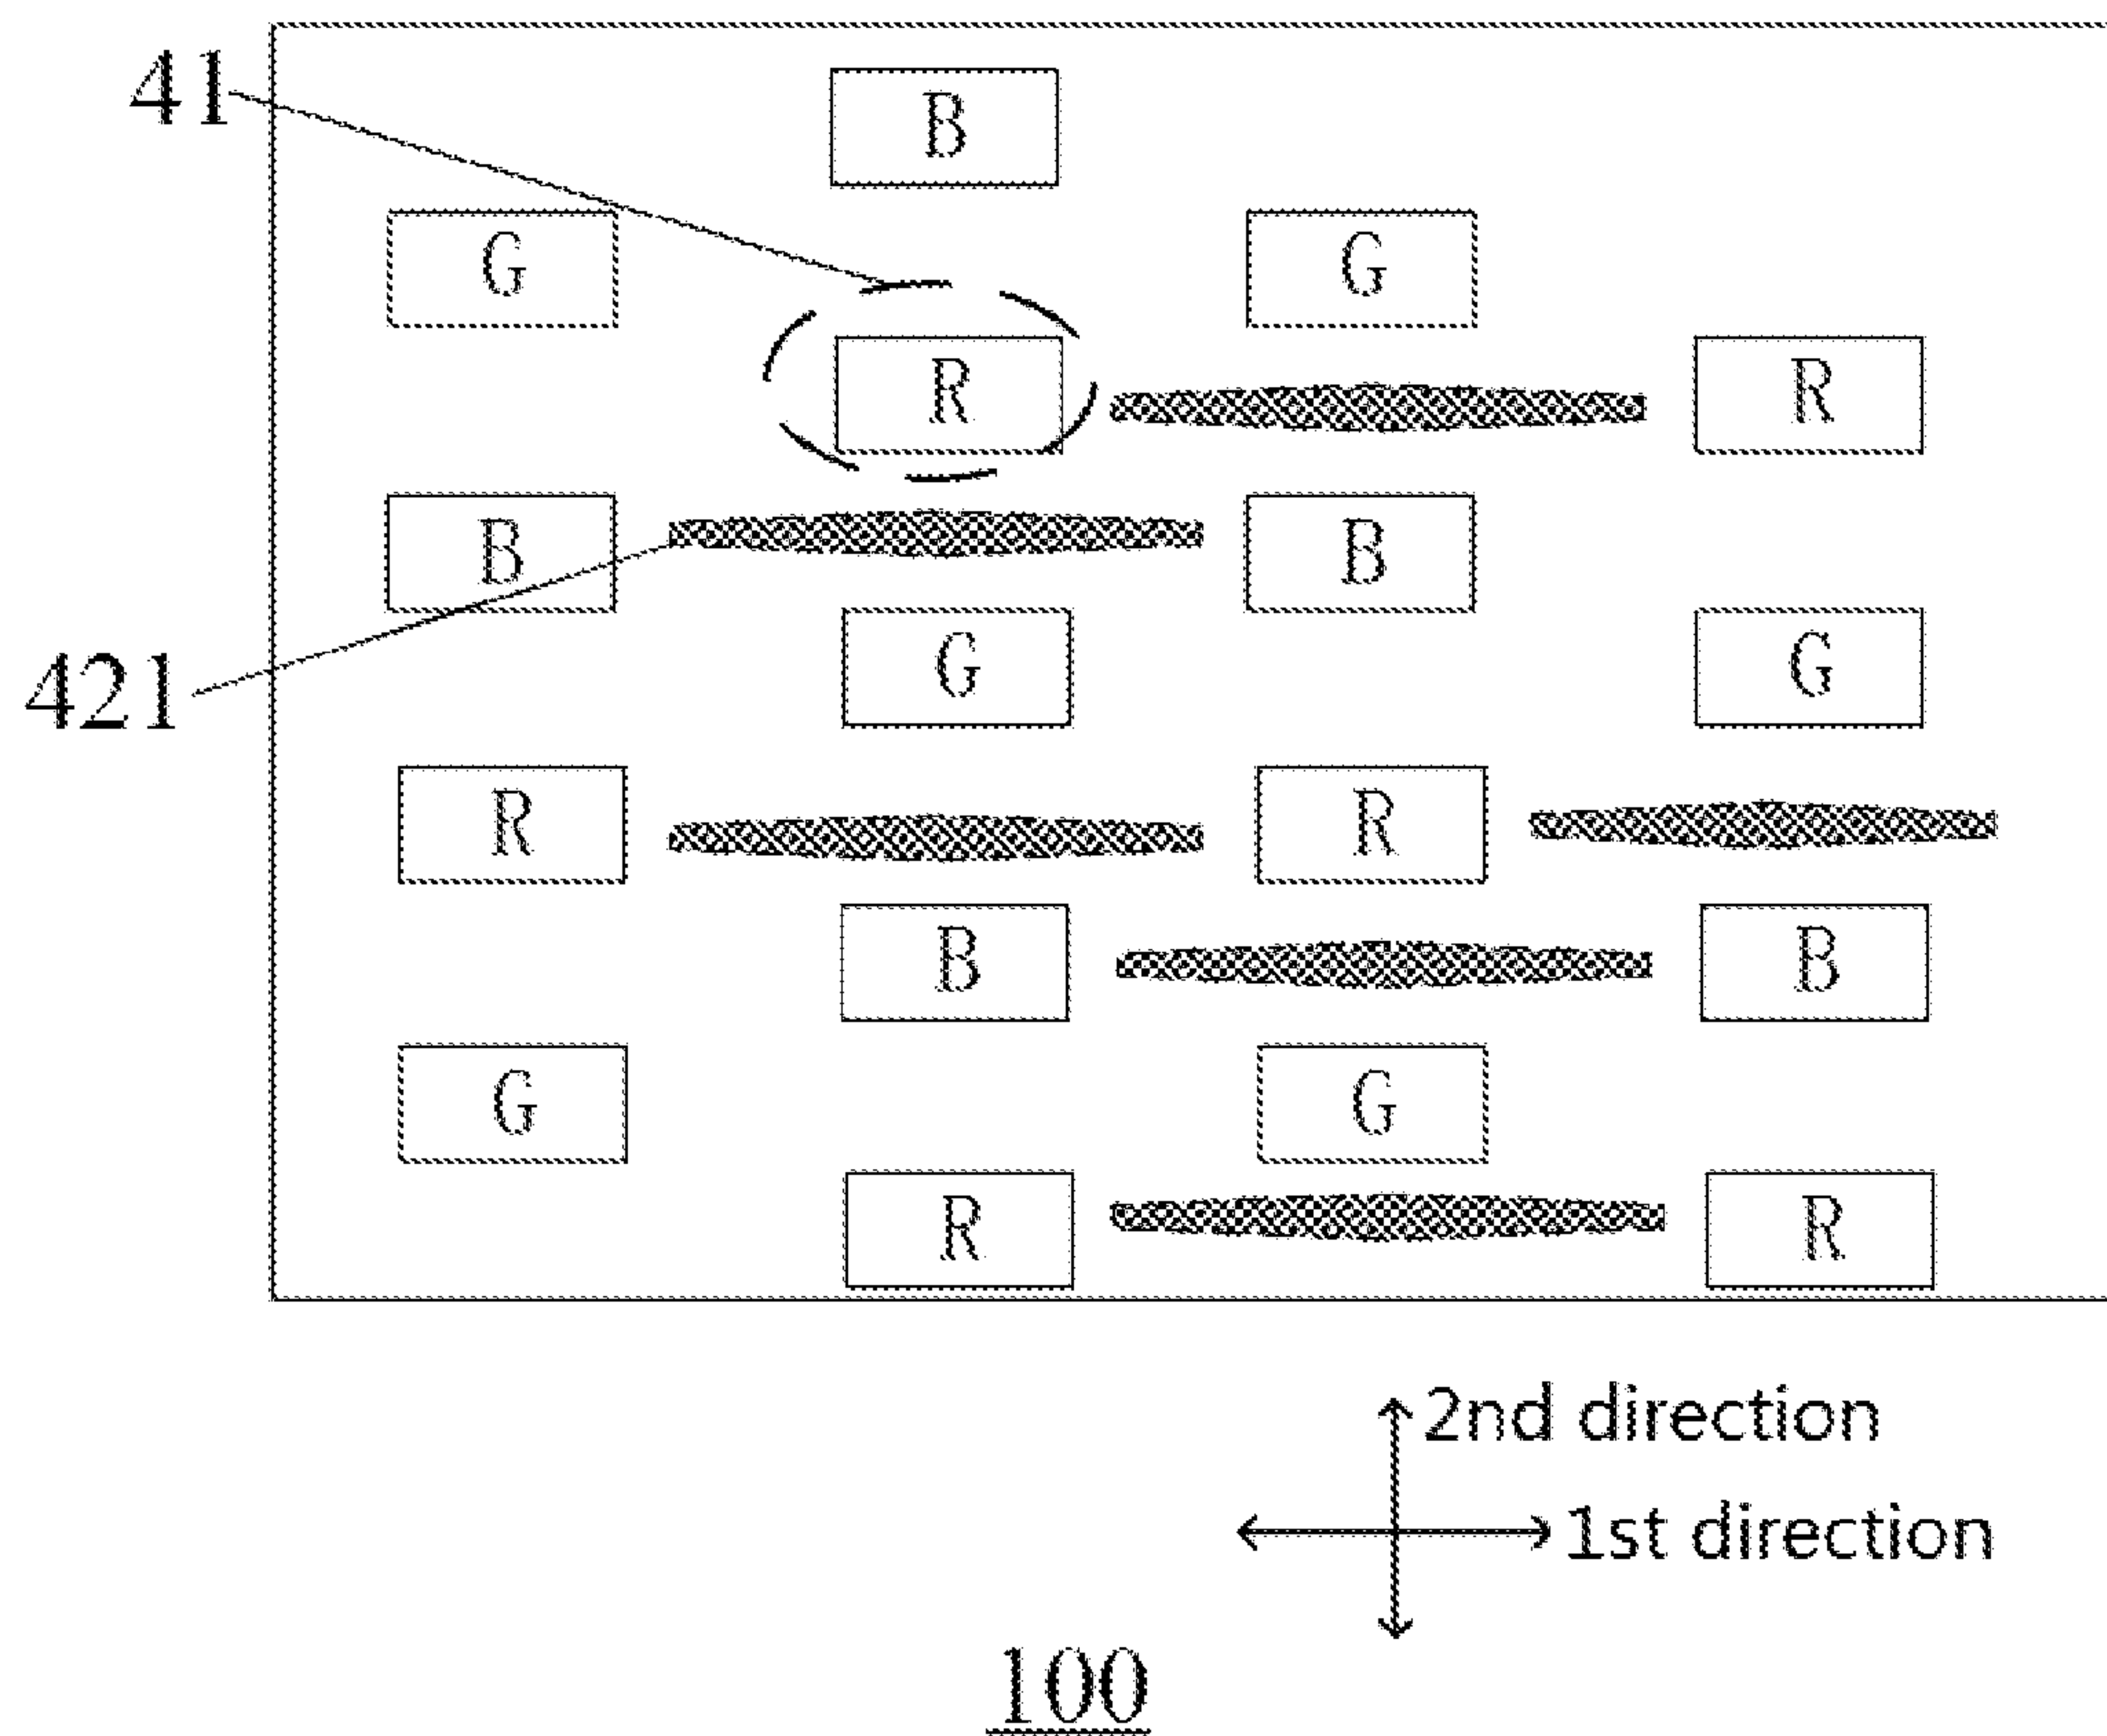 41
B
G G
R R
B B
421
G G
R R
B B
G G
R R
2nd direction
1st direction
100